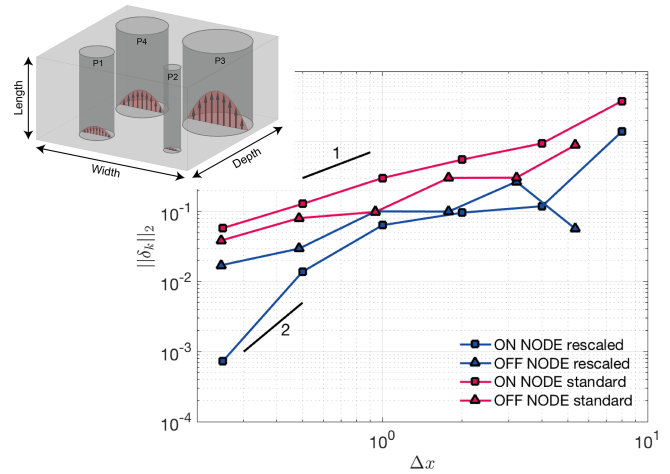 P4
P1
P3
P2
Length
Width
Depth
1
10^-1
||δ_k||_2
10^-2
2
10^-3
ON NODE rescaled
OFF NODE rescaled
ON NODE standard
OFF NODE standard
10^-4
10^0
10^1
Δx